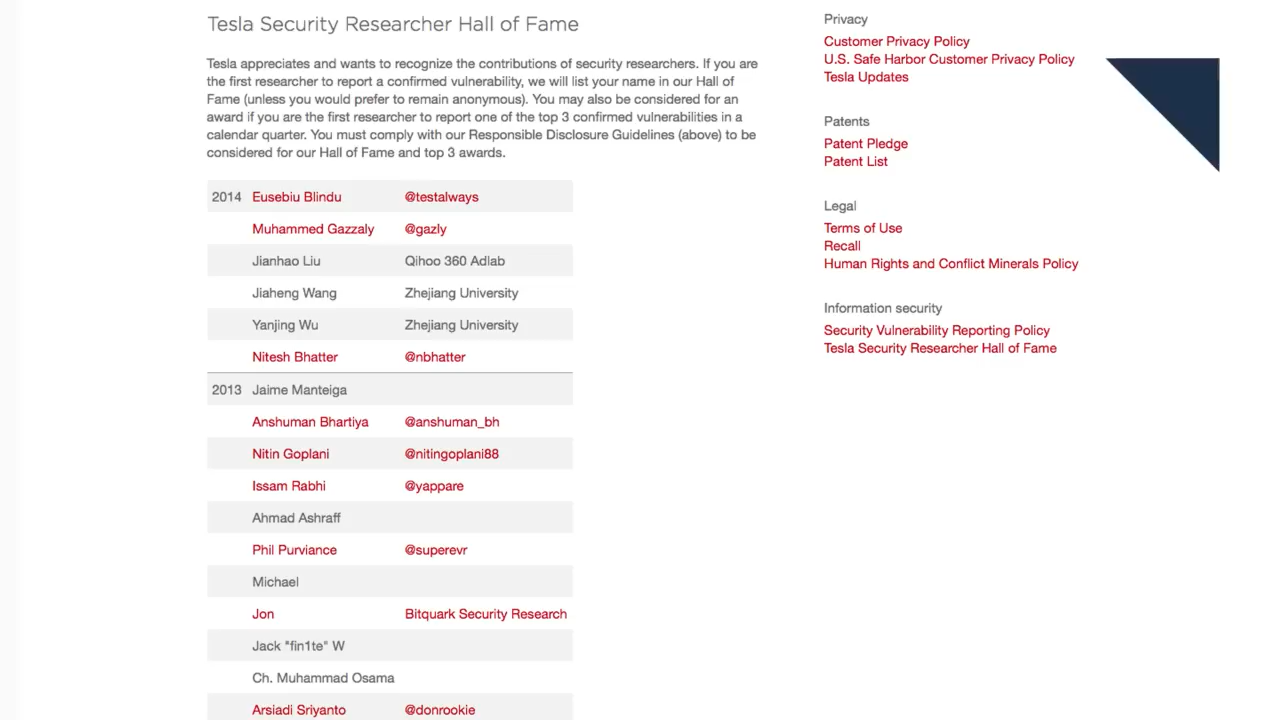 Tesla Security Researcher Hall of Fame
Tesla appreciates and wants to recognize the contributions of security researchers. If you are
the first researcher to report a confirmed vulnerability, we will list your name in our Hall of
Fame (unless you would prefer to remain anonymous). You may also be considered for an
award if you are the first researcher to report one of the top 3 confirmed vulnerabilities in a
calendar quarter. You must comply with our Responsible Disclosure Guidelines (above) to be
considered for our Hall of Fame and top 3 awards.
2014 Eusebiu Blindu @testalways
Muhammed Gazzaly @gazly
Jianhao Liu Qihoo 360 Adlab
Jiaheng Wang Zhejiang University
Yanjing Wu Zhejiang University
Nitesh Bhatter @nbhatter
2013 Jaime Manteiga
Anshuman Bhartiya @anshuman_bh
Nitin Goplani @nitingoplani88
Issam Rabhi @yappare
Ahmad Ashraff
Phil Purviance @superevr
Michael
Jon Bitquark Security Research
Jack "fin1te" W
Ch. Muhammad Osama
Arsiadi Sriyanto @donrookie
Privacy
Customer Privacy Policy
U.S. Safe Harbor Customer Privacy Policy
Tesla Updates
Patents
Patent Pledge
Patent List
Legal
Terms of Use
Recall
Human Rights and Conflict Minerals Policy
Information security
Security Vulnerability Reporting Policy
Tesla Security Researcher Hall of Fame